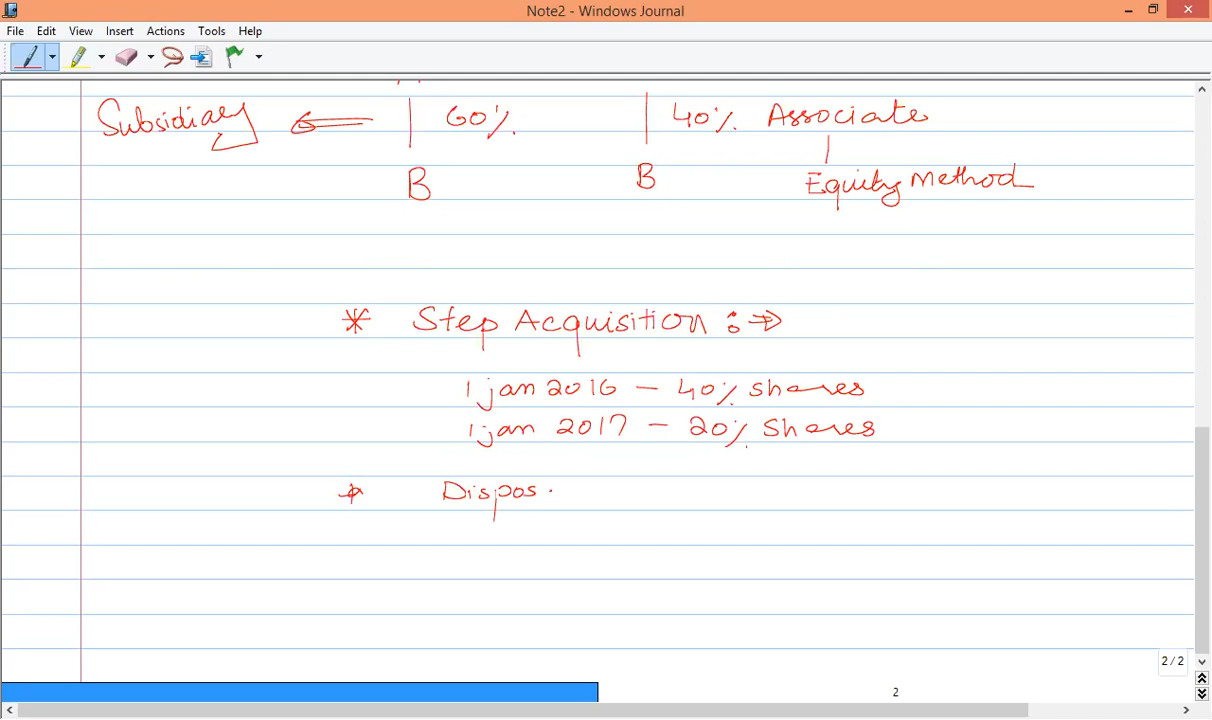 Note2 - Windows Journal
File Edit View Insert Actions Tools Help
Subsidiary 60% 40% Associate
B B Equity Method
* Step Acquisition :→
1 jan 2016 - 40% shares
1 jan 2017 - 20% shares
* Dispos
2 / 2
2